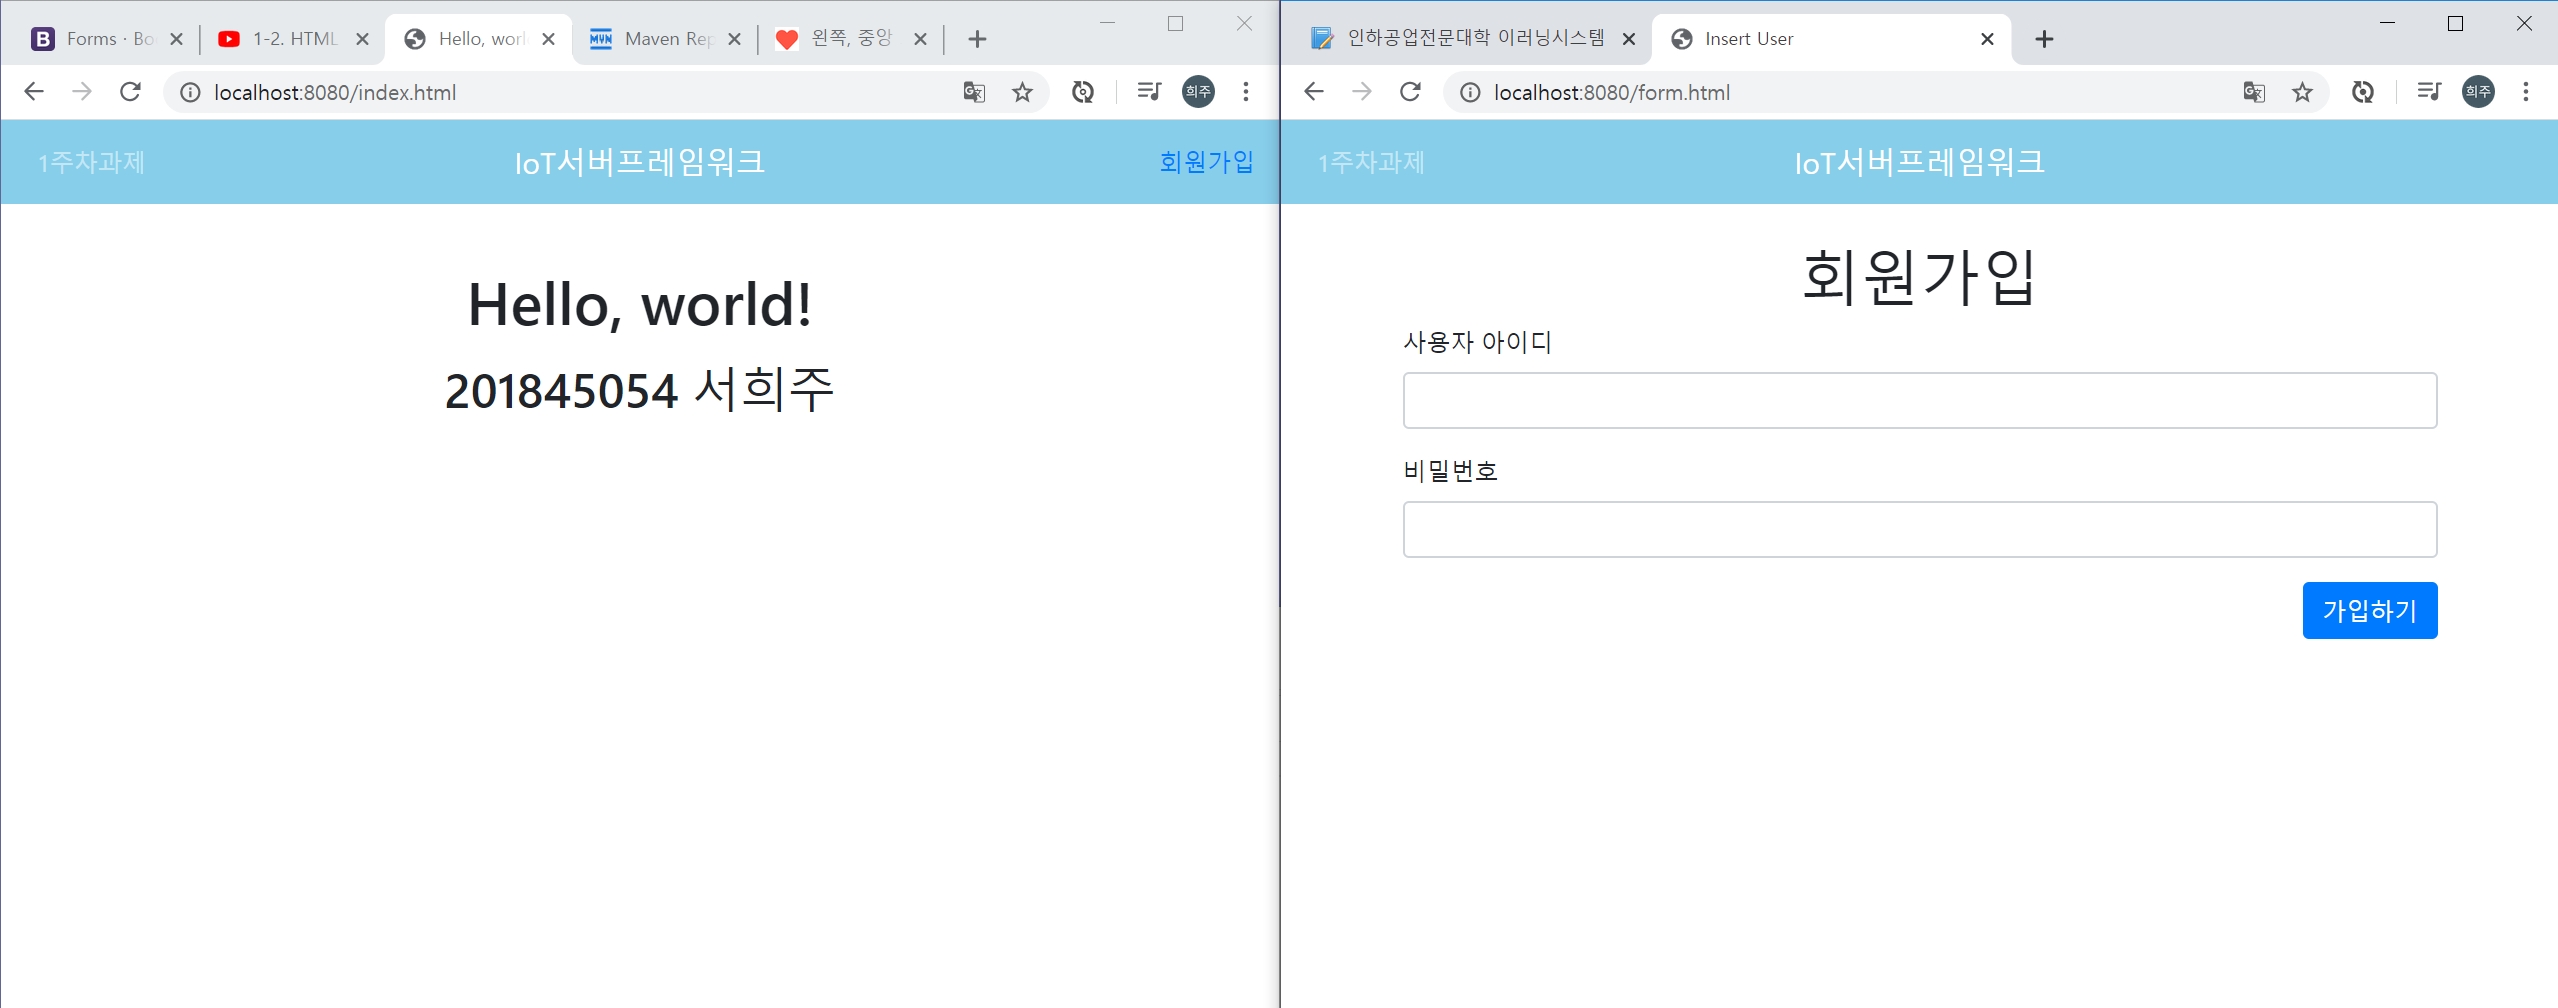 Forms · Bo
1-2. HTML
Hello, worl
Maven Rep
왼쪽, 중앙
localhost:8080/index.html
희주
1주차과제
IoT서버프레임워크
회원가입
Hello, world!
201845054 서희주
인하공업전문대학 이러닝시스템
Insert User
localhost:8080/form.html
희주
1주차과제
IoT서버프레임워크
회원가입
사용자 아이디
비밀번호
가입하기